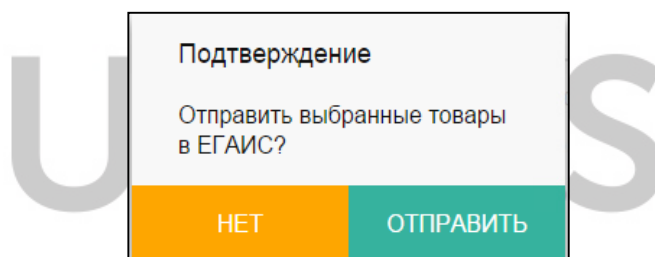 Подтверждение
Отправить выбранные товары
в ЕГАИС?
НЕТ
ОТПРАВИТЬ